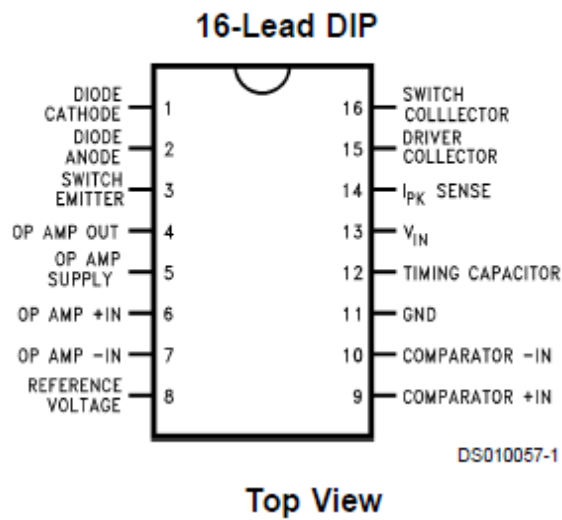 16-Lead DIP
DIODE
CATHODE
1
DIODE
ANODE
2
SWITCH
EMITTER
3
OP AMP OUT
4
OP AMP
SUPPLY
5
OP AMP +IN
6
OP AMP -IN
7
REFERENCE
VOLTAGE
8
16
SWITCH
COLLLECTOR
15
DRIVER
COLLECTOR
14
IPK SENSE
13
VIN
12
TIMING CAPACITOR
11
GND
10
COMPARATOR -IN
9
COMPARATOR +IN
DS010057-1
Top View